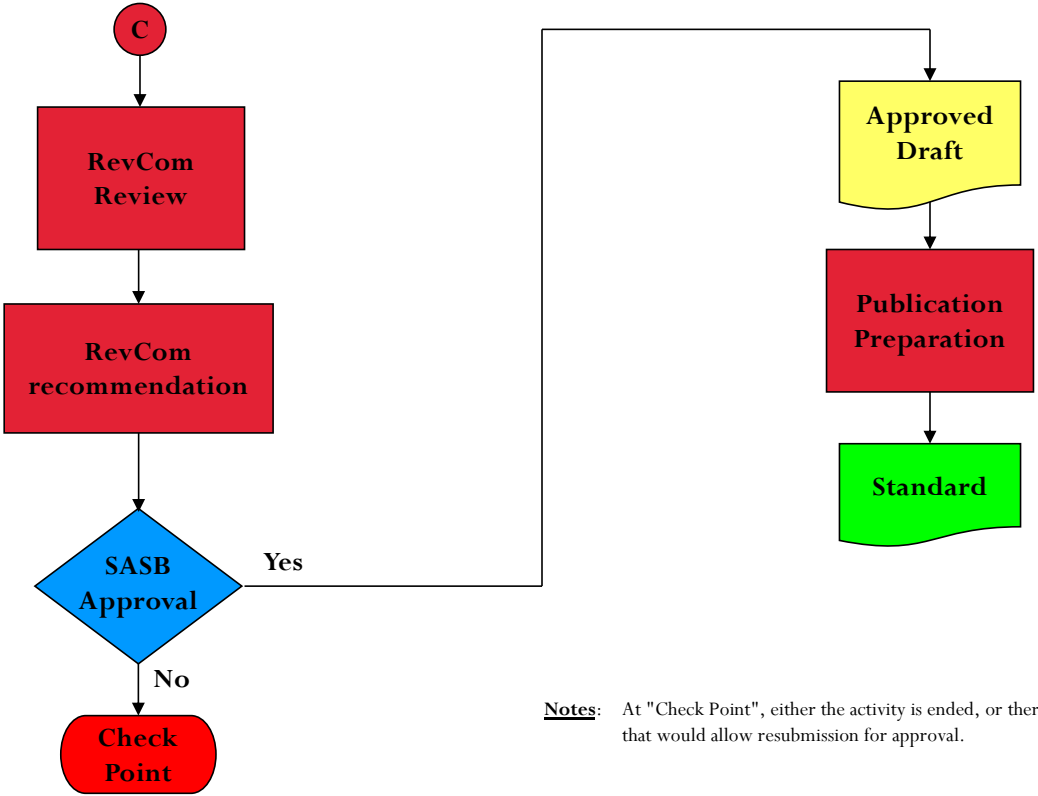 C
RevCom
Review
RevCom
recommendation
SASB
Approval
Yes
No
Check
Point
Approved
Draft
Publication
Preparation
Standard
Notes: At "Check Point", either the activity is ended, or
that would allow resubmission for approval.